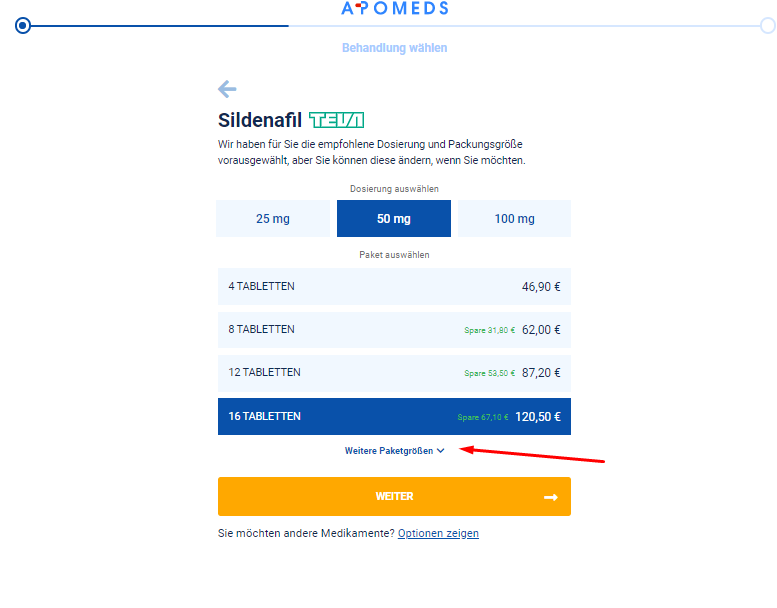 APOMEDS
Behandlung wählen
Sildenafil TEVA
Wir haben für Sie die empfohlene Dosierung und Packungsgröße
vorausgewählt, aber Sie können diese ändern, wenn Sie möchten.
Dosierung auswählen
25 mg 50 mg 100 mg
Paket auswählen
4 TABLETTEN 46,90 €
8 TABLETTEN Spare 31,80 € 62,00 €
12 TABLETTEN Spare 53,50 € 87,20 €
16 TABLETTEN Spare 67,10 € 120,50 €
Weitere Paketgrößen
WEITER
Sie möchten andere Medikamente? Optionen zeigen